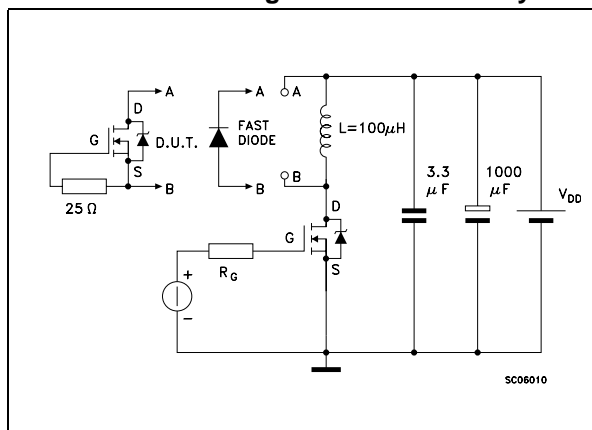 A
A
A
D
G
D.U.T.
FAST
DIODE
L=100μH
S
B
B
B
25 Ω
3.3
μF
1000
μF
VDD
D
G
S
RG
+
−
SC06010